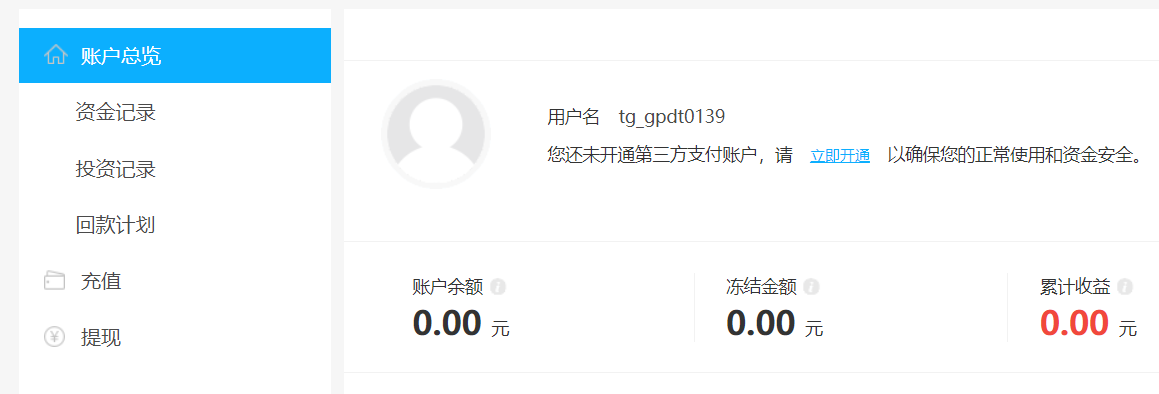 账户总览
资金记录
投资记录
回款计划
充值
提现
用户名 tg_gpdt0139
您还未开通第三方支付账户，请 立即开通 以确保您的正常使用和资金安全。
账户余额 冻结金额 累计收益
0.00 元 0.00 元 0.00 元